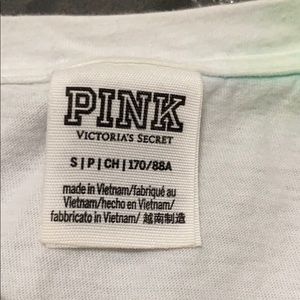 PINK
VICTORIA'S SECRET
S | P | CH | 170/88A
made in Vietnam/fabriqué au
Vietnam/hecho en Vietnam/
fabbricato in Vietnam/ 越南制造